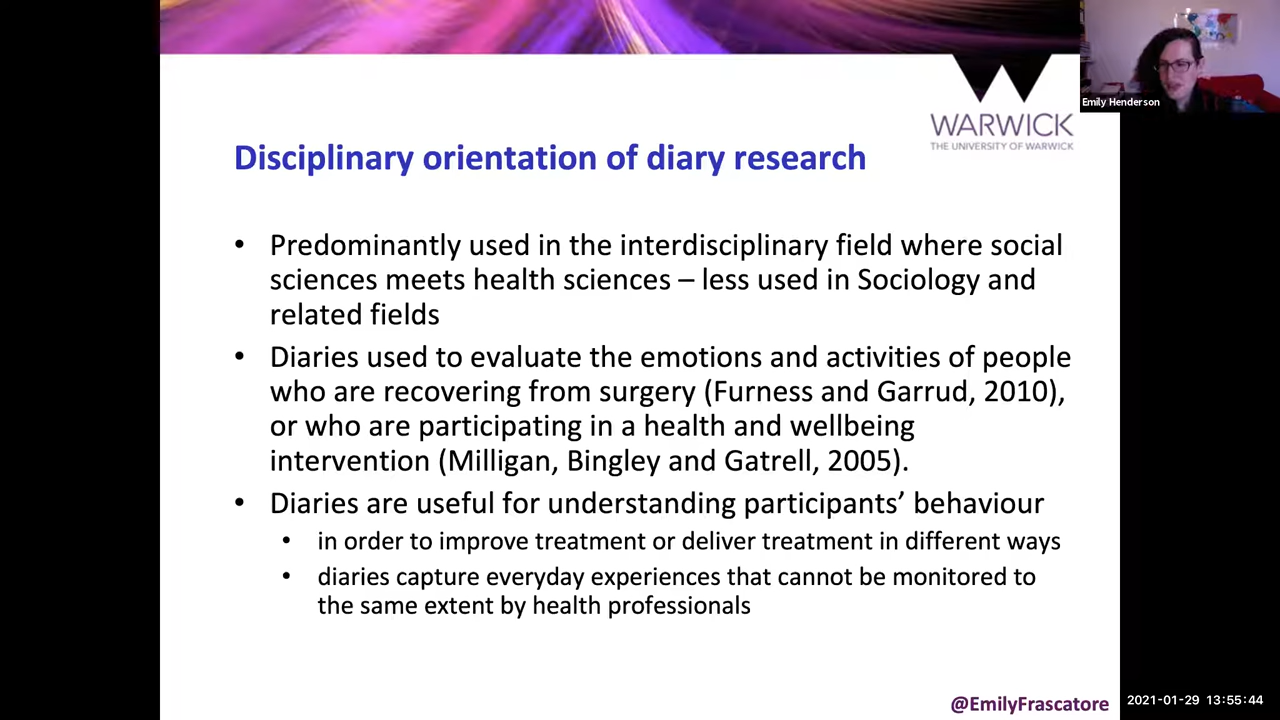 Emily Henderson
WARWICK
THE UNIVERSITY OF WARWICK
Disciplinary orientation of diary research
• Predominantly used in the interdisciplinary field where social
sciences meets health sciences – less used in Sociology and
related fields
• Diaries used to evaluate the emotions and activities of people
who are recovering from surgery (Furness and Garrud, 2010),
or who are participating in a health and wellbeing
intervention (Milligan, Bingley and Gatrell, 2005).
• Diaries are useful for understanding participants’ behaviour
• in order to improve treatment or deliver treatment in different ways
• diaries capture everyday experiences that cannot be monitored to
the same extent by health professionals
@EmilyFrascatore
2021-01-29 13:55:44